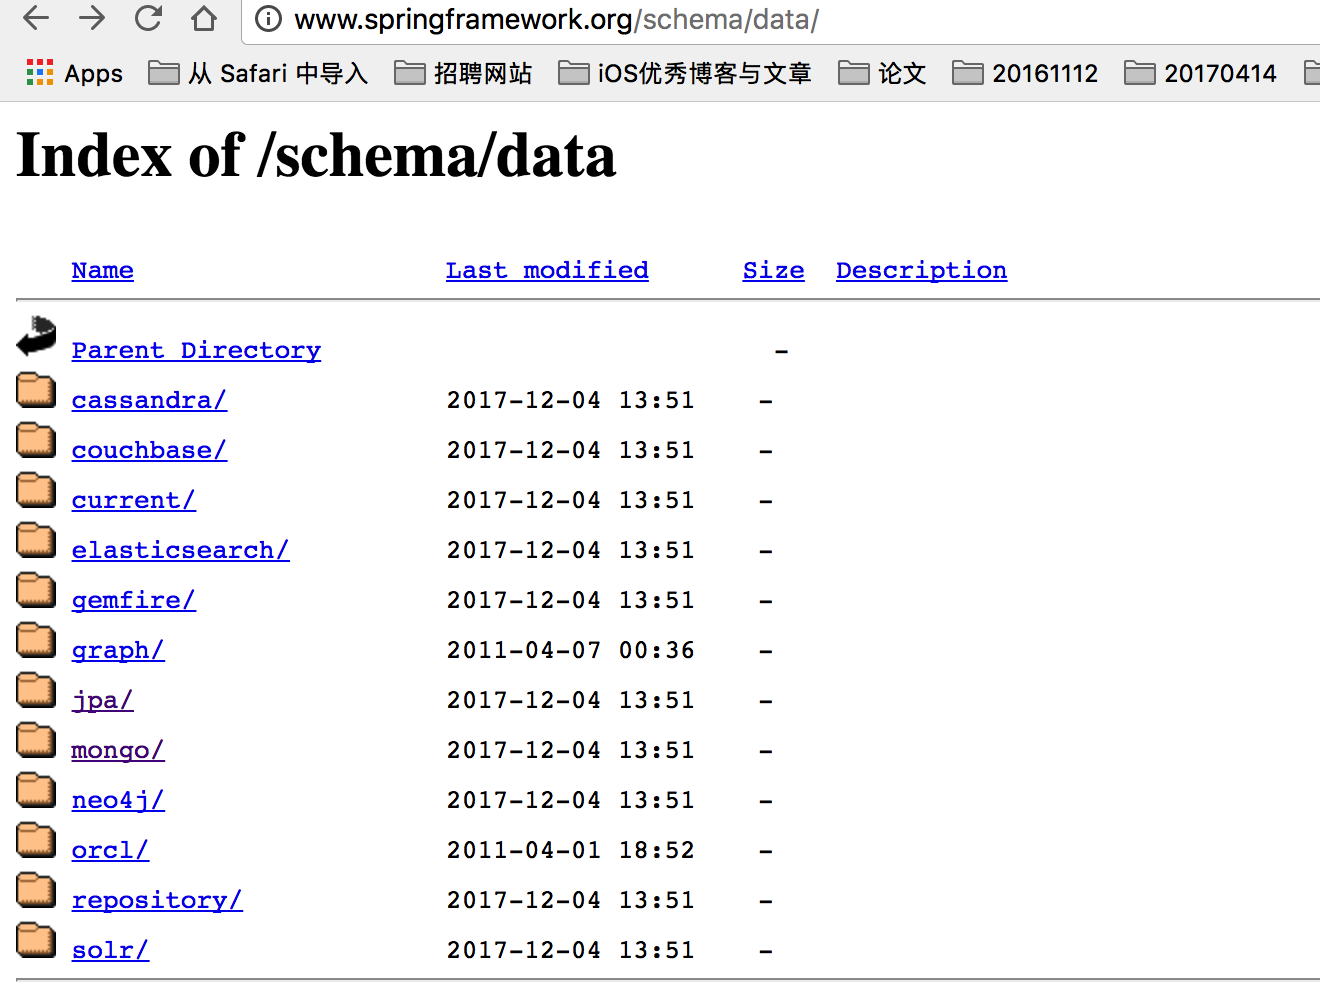 www.springframework.org/schema/data/
Apps 从 Safari 中导入 招聘网站 iOS优秀博客与文章 论文 20161112 20170414
Index of /schema/data
Name Last modified Size Description
Parent Directory -
cassandra/ 2017-12-04 13:51 -
couchbase/ 2017-12-04 13:51 -
current/ 2017-12-04 13:51 -
elasticsearch/ 2017-12-04 13:51 -
gemfire/ 2017-12-04 13:51 -
graph/ 2011-04-07 00:36 -
jpa/ 2017-12-04 13:51 -
mongo/ 2017-12-04 13:51 -
neo4j/ 2017-12-04 13:51 -
orcl/ 2011-04-01 18:52 -
repository/ 2017-12-04 13:51 -
solr/ 2017-12-04 13:51 -